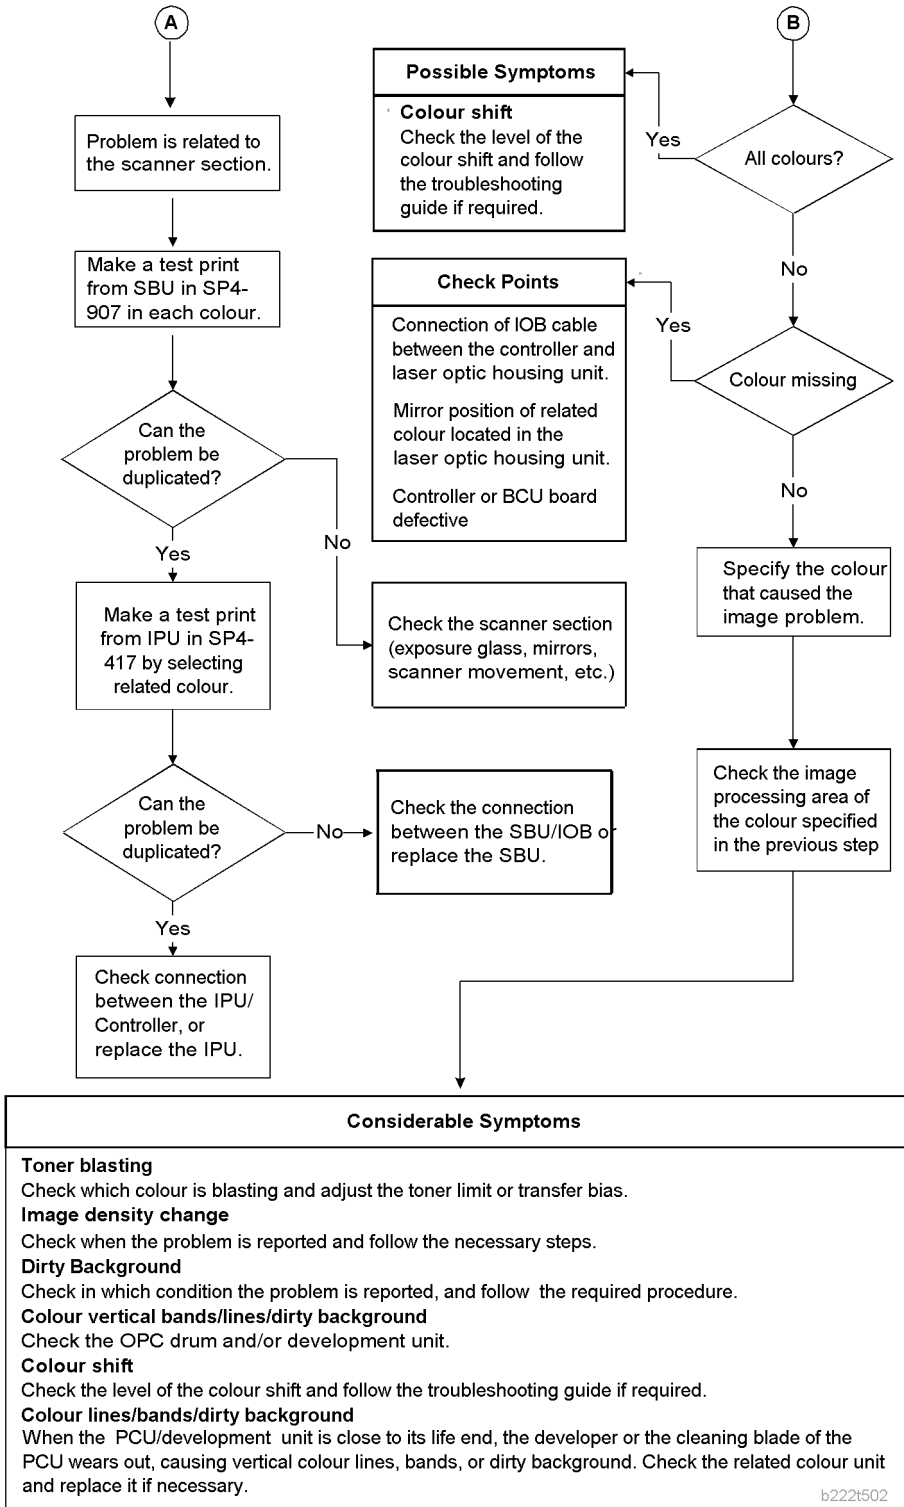 A
Problem is related to
the scanner section.
Make a test print
from SBU in SP4-
907 in each colour.
Can the
problem be
duplicated?
No
Yes
Make a test print
from IPU in SP4-
417 by selecting
related colour.
Can the
problem be
duplicated?
No
Yes
Check connection
between the IPU/
Controller, or
replace the IPU.
Possible Symptoms
Colour shift
Check the level of the
colour shift and follow
the troubleshooting
guide if required.
Check Points
Connection of IOB cable
between the controller and
laser optic housing unit.
Mirror position of related
colour located in the
laser optic housing unit.
Controller or BCU board
defective
Check the scanner section
(exposure glass, mirrors,
scanner movement, etc.)
Check the connection
between the SBU/IOB or
replace the SBU.
B
All colours?
Yes
No
Colour missing
Yes
No
Specify the colour
that caused the
image problem.
Check the image
processing area of
the colour specified
in the previous step
Considerable Symptoms
Toner blasting
Check which colour is blasting and adjust the toner limit or transfer bias.
Image density change
Check when the problem is reported and follow the necessary steps.
Dirty Background
Check in which condition the problem is reported, and follow the required procedure.
Colour vertical bands/lines/dirty background
Check the OPC drum and/or development unit.
Colour shift
Check the level of the colour shift and follow the troubleshooting guide if required.
Colour lines/bands/dirty background
When the PCU/development unit is close to its life end, the developer or the cleaning blade of the
PCU wears out, causing vertical colour lines, bands, or dirty background. Check the related colour unit
and replace it if necessary.
b222t502